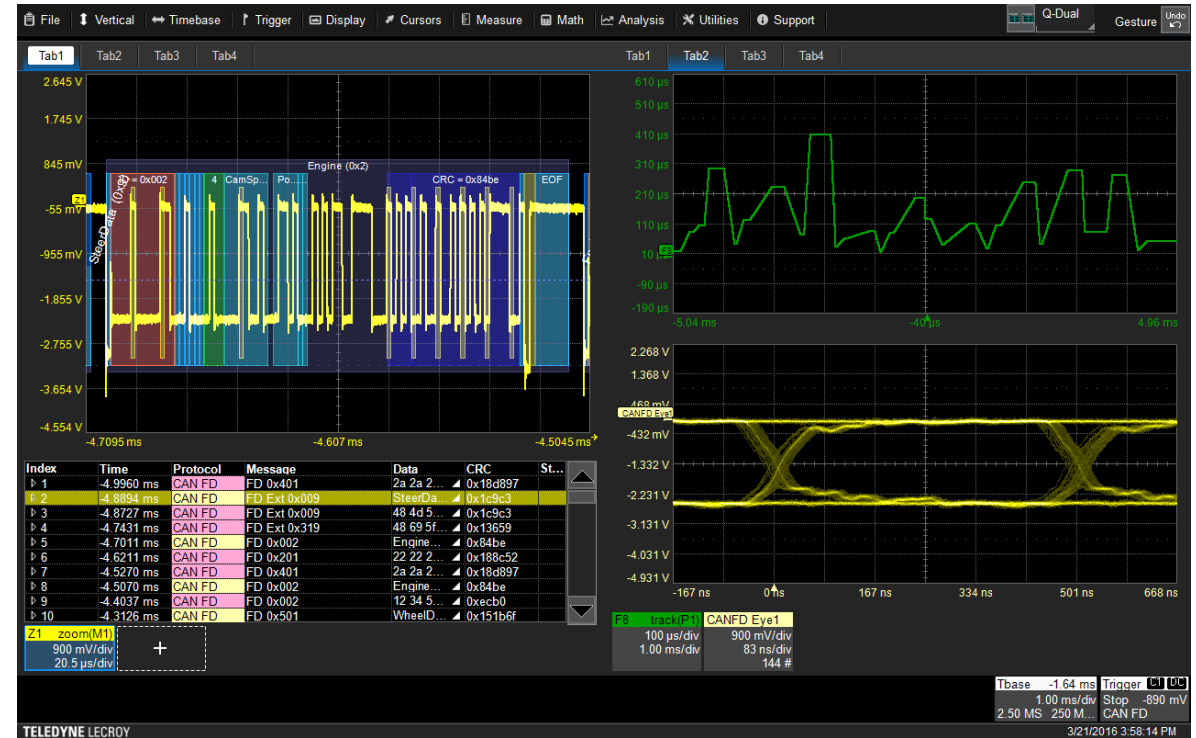 File Vertical Timebase Trigger Display Cursors Measure Math Analysis Utilities Support Q-Dual Gesture Undo
Tab1 Tab2 Tab3 Tab4
2.645 V
1.745 V
845 mV
-55 mV
-955 mV
-1.855 V
-2.755 V
-3.654 V
-4.554 V
Z1
SteerData (0x9)
Engine (0x2)
= 0x002 4 CamSp... Po... CRC = 0x84be EOF
-4.7095 ms -4.607 ms -4.5045 ms
Index Time Protocol Message Data CRC St...
1 -4.9960 ms CAN FD FD 0x401 2a 2a 2... 0x18d897
2 -4.8894 ms CAN FD FD Ext 0x009 SteerDa... 0x1c9c3
3 -4.8727 ms CAN FD FD Ext 0x009 48 4d 5... 0x1c9c3
4 -4.7431 ms CAN FD FD Ext 0x319 48 69 5f... 0x13659
5 -4.7011 ms CAN FD FD 0x002 Engine... 0x84be
6 -4.6211 ms CAN FD FD 0x201 22 22 2... 0x188c52
7 -4.5270 ms CAN FD FD 0x401 2a 2a 2... 0x18d897
8 -4.5070 ms CAN FD FD 0x002 Engine... 0x84be
9 -4.4037 ms CAN FD FD 0x002 12 34 5... 0xecb0
10 -4.3126 ms CAN FD FD 0x501 WheelD... 0x151b6f
Z1 zoom(M1)
900 mV/div
20.5 µs/div
+
Tab1 Tab2 Tab3 Tab4
610 µs
510 µs
410 µs
310 µs
210 µs
110 µs
10 µs
-90 µs
-190 µs
F8
-5.04 ms -40 µs 4.96 ms
2.268 V
1.368 V
468 mV
CANFD Eye1
-432 mV
-1.332 V
-2.231 V
-3.131 V
-4.031 V
-4.931 V
-167 ns 0 ns 167 ns 334 ns 501 ns 668 ns
F8 track(P1)
100 µs/div
1.00 ms/div
CANFD Eye1
900 mV/div
83 ns/div
144 #
Tbase -1.64 ms
1.00 ms/div
2.50 MS 250 M...
Trigger C1 DC
Stop -890 mV
CAN FD
TELEDYNE LECROY
3/21/2016 3:58:14 PM